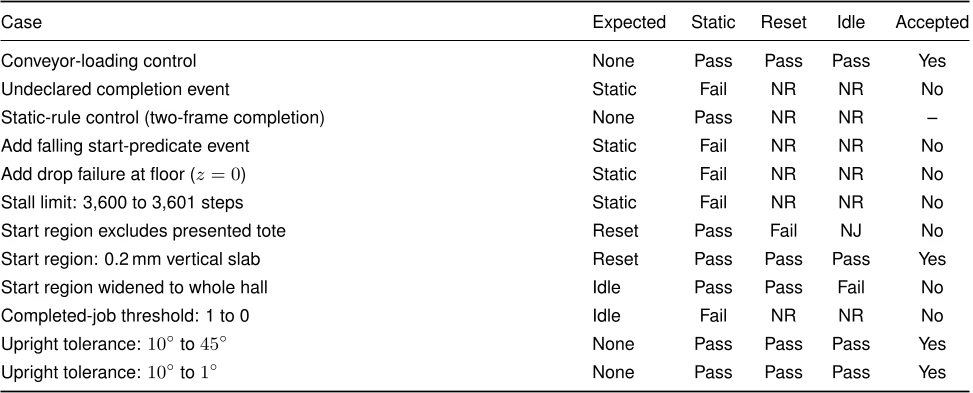 Case Expected Static Reset Idle Accepted
Conveyor-loading control None Pass Pass Pass Yes
Undeclared completion event Static Fail NR NR No
Static-rule control (two-frame completion) None Pass NR NR –
Add falling start-predicate event Static Fail NR NR No
Add drop failure at floor (z = 0) Static Fail NR NR No
Stall limit: 3,600 to 3,601 steps Static Fail NR NR No
Start region excludes presented tote Reset Pass Fail NJ No
Start region: 0.2 mm vertical slab Reset Pass Pass Pass Yes
Start region widened to whole hall Idle Pass Pass Fail No
Completed-job threshold: 1 to 0 Idle Fail NR NR No
Upright tolerance: 10° to 45° None Pass Pass Pass Yes
Upright tolerance: 10° to 1° None Pass Pass Pass Yes